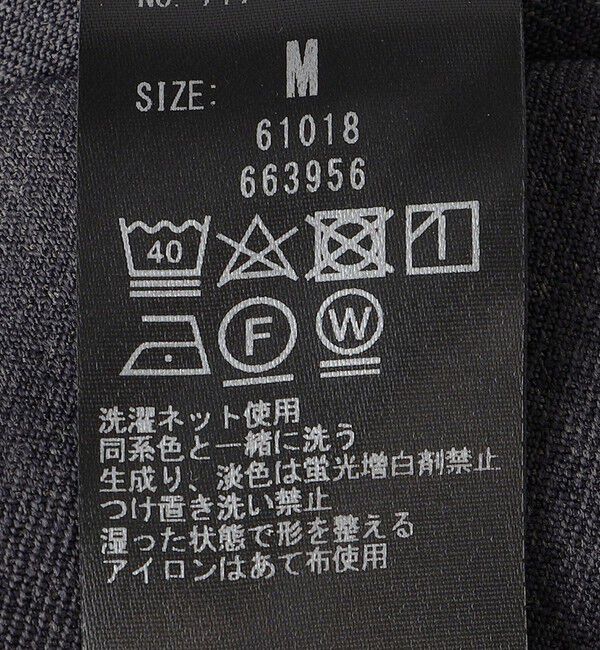 SIZE: M
61018
663956
40
F W
洗濯ネット使用
同系色と一緒に洗う
生成り、淡色は蛍光増白剤禁止
つけ置き洗い禁止
湿った状態で形を整える
アイロンはあて布使用